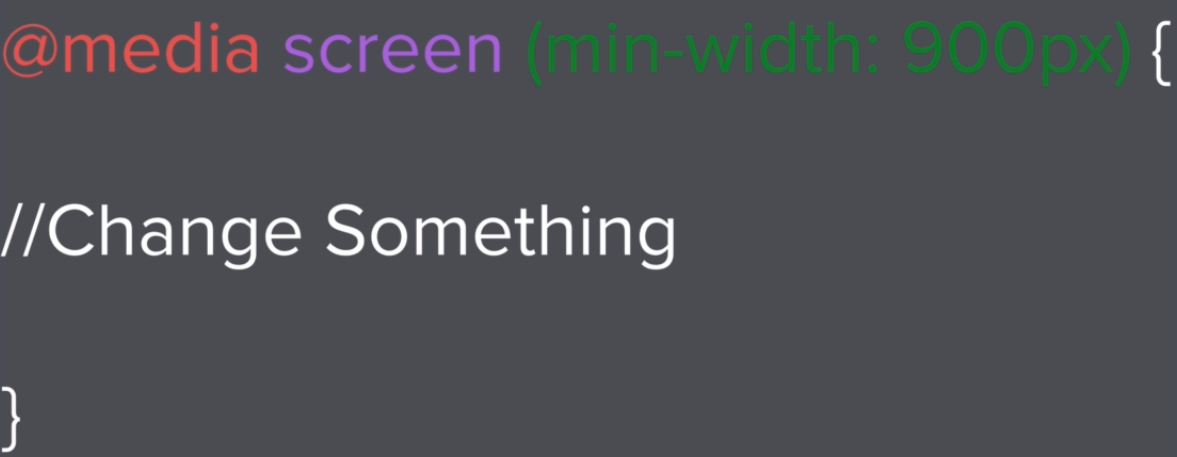 @media screen (min-width: 900px) {
//Change Something
}